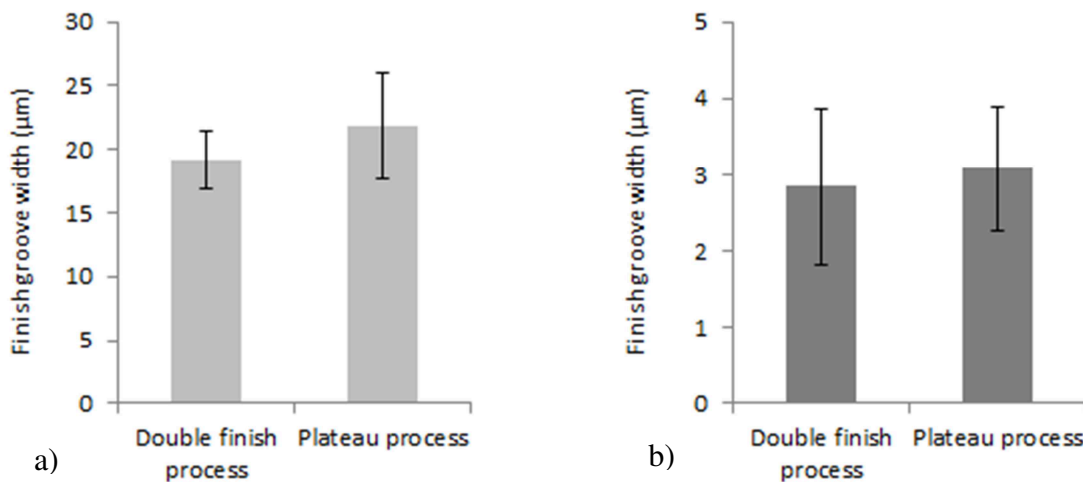 30
25
20
15
10
5
0
Finishgroove width (µm)
Double finish
process
Plateau process
a)
5
4
3
2
1
0
Finishgroove width (µm)
Double finish
process
Plateau process
b)